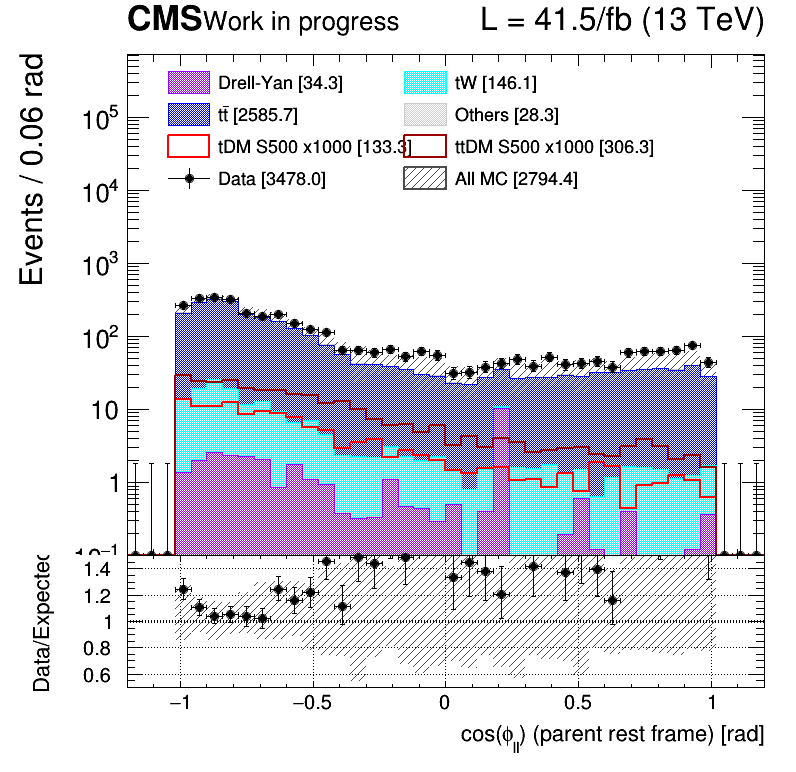 CMS Work in progress L = 41.5/fb (13 TeV)
Events / 0.06 rad
Drell-Yan [34.3] tW [146.1]
tt̄ [2585.7] Others [28.3]
tDM S500 x1000 [133.3] ttDM S500 x1000 [306.3]
Data [3478.0] All MC [2794.4]
10⁵
10⁴
10³
10²
10
1
10⁻¹
Data/Expected
1.4
1.2
1
0.8
0.6
−1 −0.5 0 0.5 1
cos(ϕ_ll) (parent rest frame) [rad]